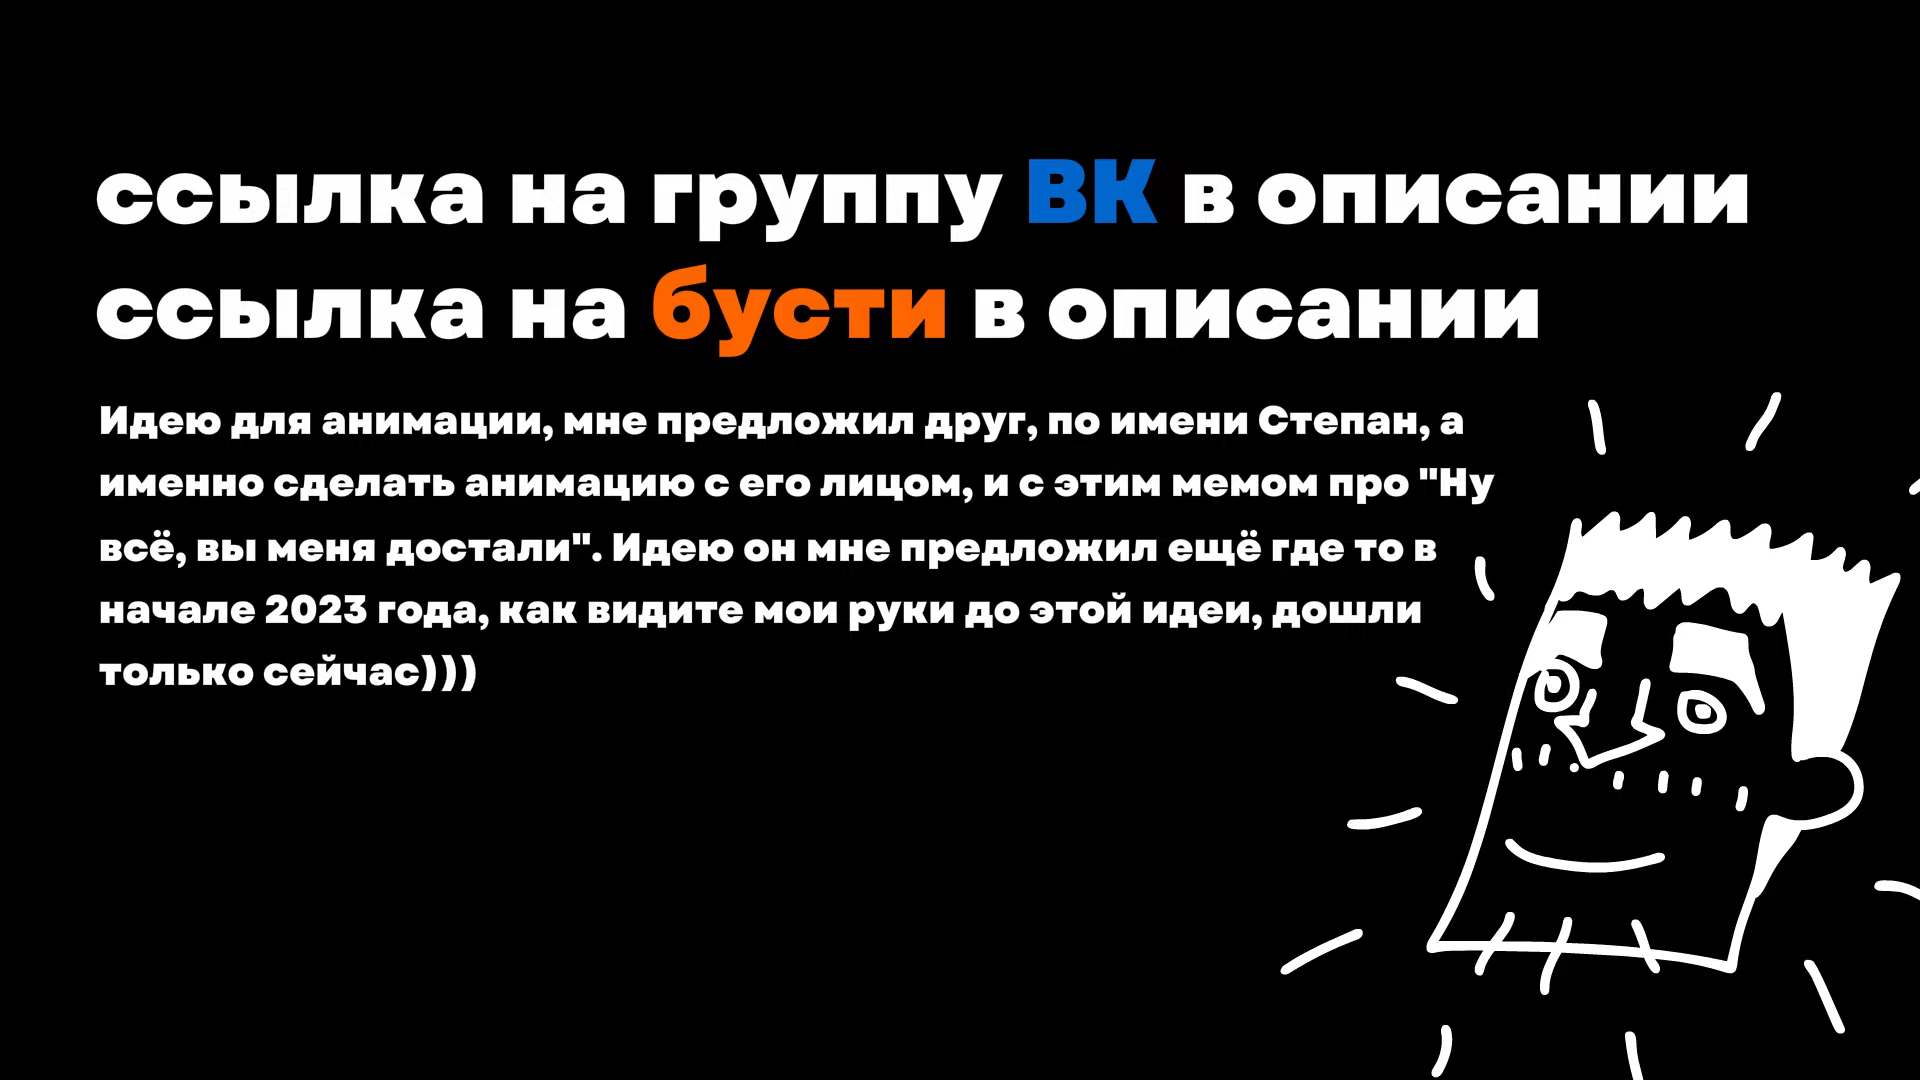 ссылка на группу ВК в описании
ссылка на бусти в описании
Идею для анимации, мне предложил друг, по имени Степан, а
именно сделать анимацию с его лицом, и с этим мемом про "Ну
всё, вы меня достали". Идею он мне предложил ещё где то в
начале 2023 года, как видите мои руки до этой идеи, дошли
только сейчас)))